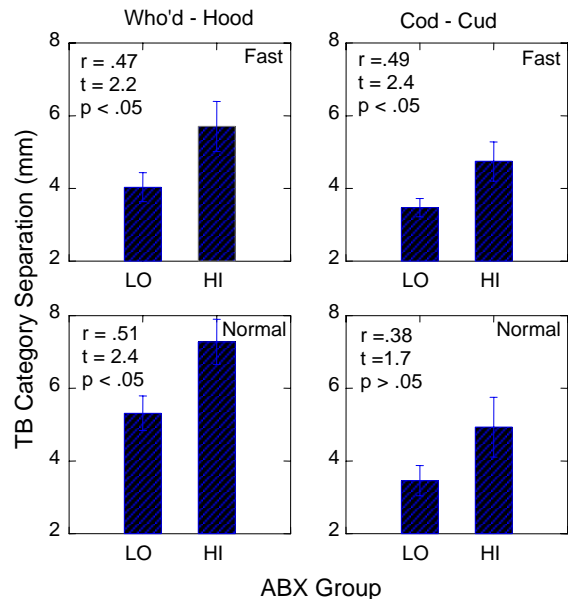 Who'd - Hood
Cod - Cud
TB Category Separation (mm)
8
6
4
2
r = .47
t = 2.2
p < .05
Fast
LO
HI
8
6
4
2
r = .49
t = 2.4
p < .05
Fast
LO
HI
8
6
4
2
r = .51
t = 2.4
p < .05
Normal
LO
HI
8
6
4
2
r =.38
t =1.7
p > .05
Normal
LO
HI
ABX Group